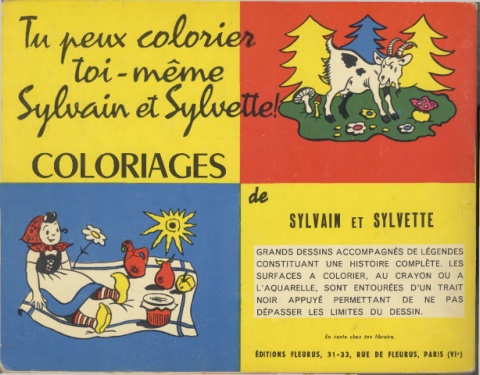 Tu peux colorier
toi-même
Sylvain et Sylvette!
COLORIAGES
de
SYLVAIN ET SYLVETTE
GRANDS DESSINS ACCOMPAGNÉS DE LÉGENDES
CONSTITUANT UNE HISTOIRE COMPLÈTE. LES
SURFACES A COLORIER, AU CRAYON OU A
L'AQUARELLE, SONT ENTOURÉES D'UN TRAIT
NOIR APPUYÉ PERMETTANT DE NE PAS
DÉPASSER LES LIMITES DU DESSIN.
En vente chez ton libraire.
ÉDITIONS FLEURUS, 31-33, RUE DE FLEURUS, PARIS (VIe)